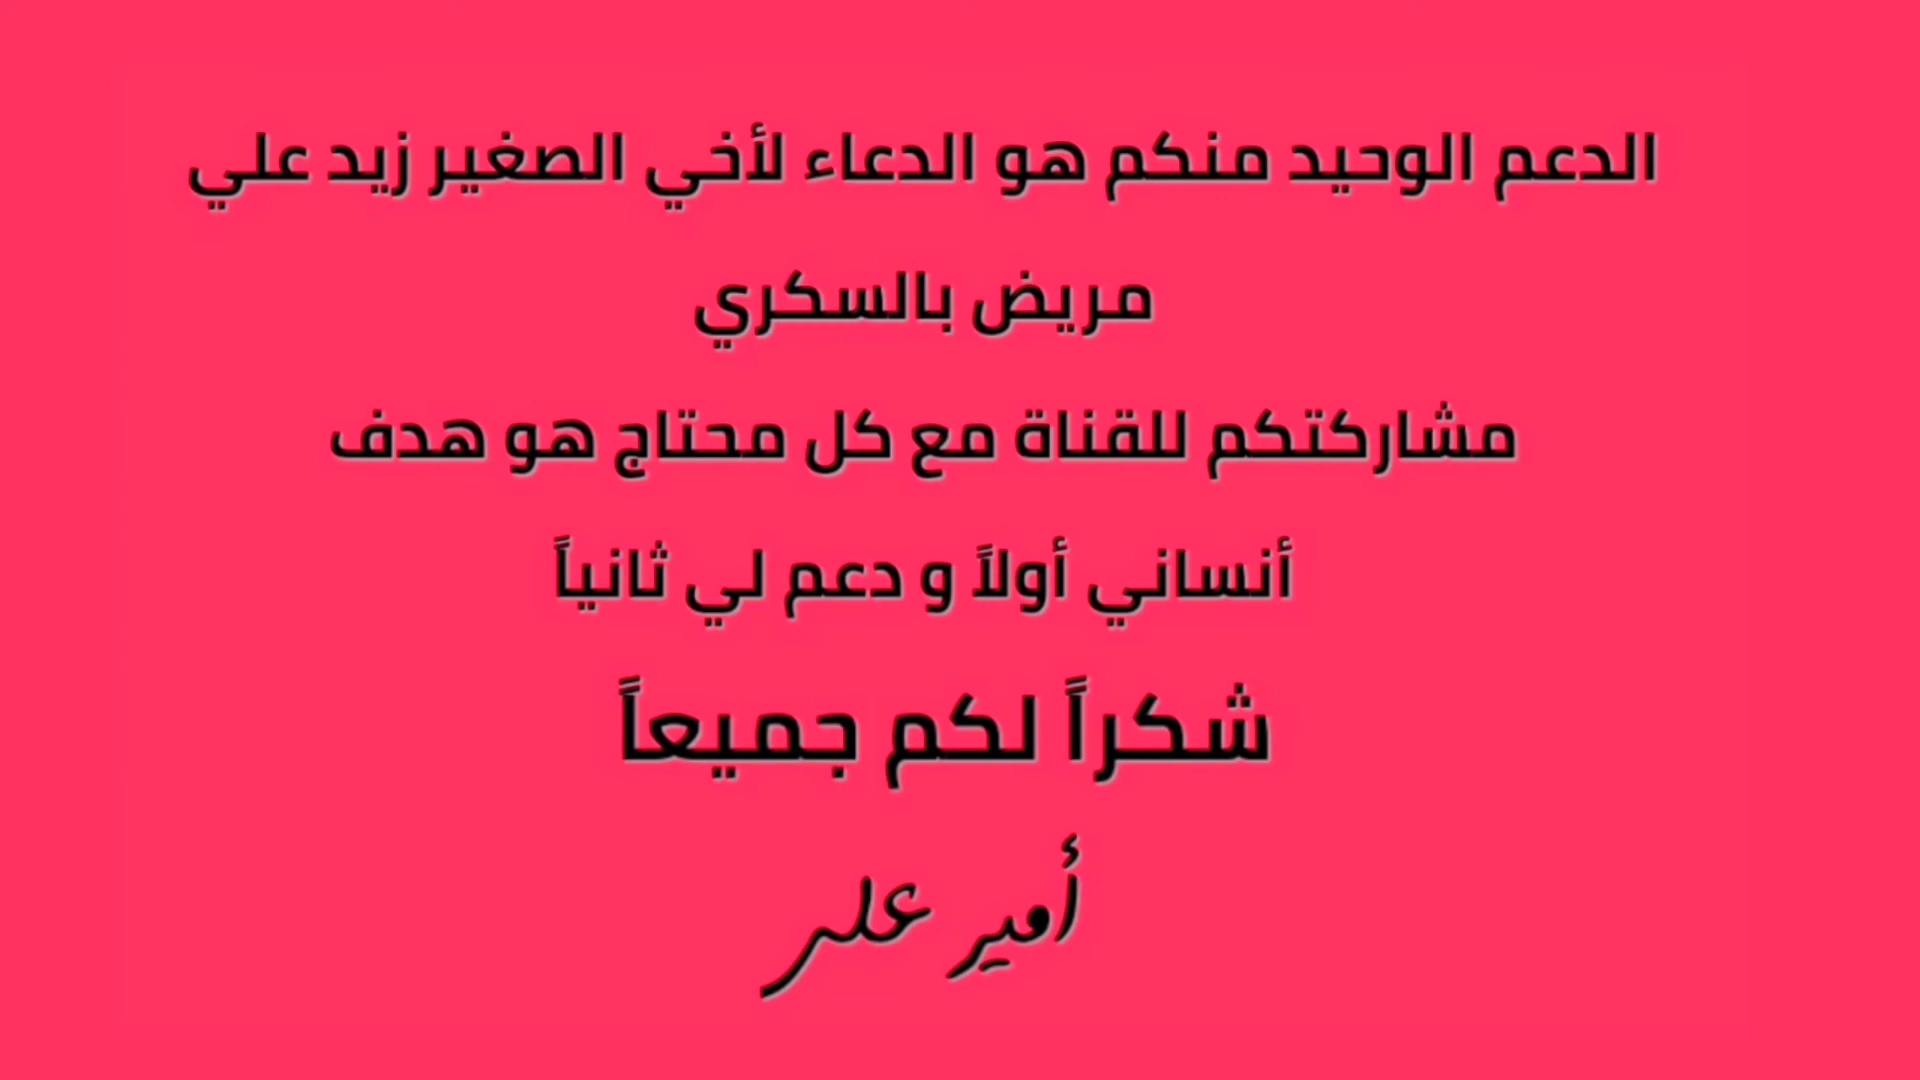 الدعم الوحيد منكم هو الدعاء لأخي الصغير زيد علي
مريض بالسكري
مشاركتكم للقناة مع كل محتاج هو هدف
أنساني أولاً و دعم لي ثانياً
شكراً لكم جميعاً
أمير علي